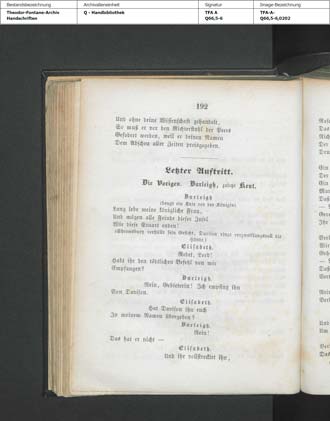 Bestandsbezeichnung
Archivalieneinheit
Signatur
Image-Bezeichnung
Theodor-Fontane-Archiv
Handschriften
Q - Handbibliothek
TFA A
Q66,5-6
TFA-A-
Q66,5-6,0202
192
Und ohne deine Wissenschaft gehandelt,
So muß er vor den Richterstuhl der Peers
Gefodert werden, weil er deinen Namen
Dem Abscheu aller Zeiten preisgegeben.
Letzter Auftritt.
Die Vorigen. Burleigh, zuletzt Kent.
Burleigh
(beugt ein Knie vor der Königin)
Lang lebe meine königliche Frau,
Und mögen alle Feinde dieser Insel
Wie diese Stuart enden!
(Shrewsbury verhüllt sein Gesicht, Davison ringt verzweiflungsvoll die
Hände.)
Elisabeth.
Redet, Lord!
Habt ihr den tödtlichen Befehl von mir
Empfangen?
Burleigh.
Nein, Gebieterin! Ich empfing ihn
Von Davison.
Elisabeth.
Hat Davison ihn euch
In meinem Namen übergeben?
Burleigh.
Nein!
Das hat er nicht —
Elisabeth.
Und ihr vollstrecktet ihn,